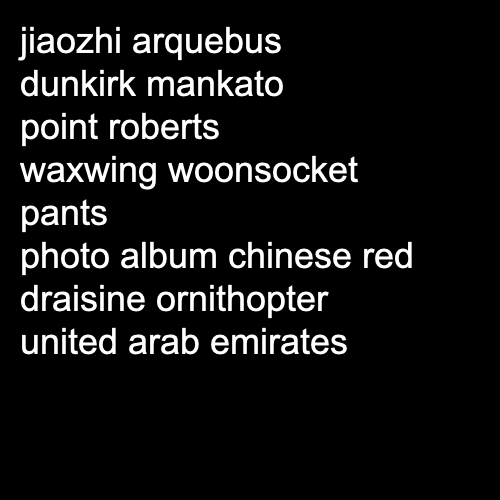 jiaozhi arquebus
dunkirk mankato
point roberts
waxwing woonsocket
pants
photo album chinese red
draisine ornithopter
united arab emirates